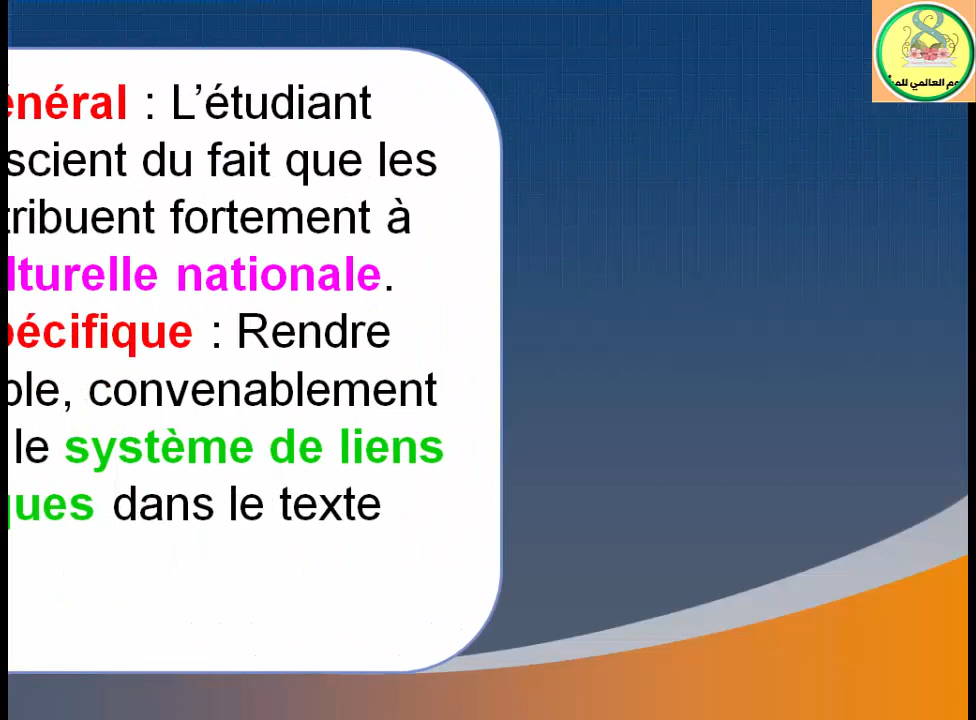 énéral : L’étudiant
scient du fait que les
tribuent fortement à
lturelle nationale.
pécifique : Rendre
ble, convenablement
le système de liens
ques dans le texte